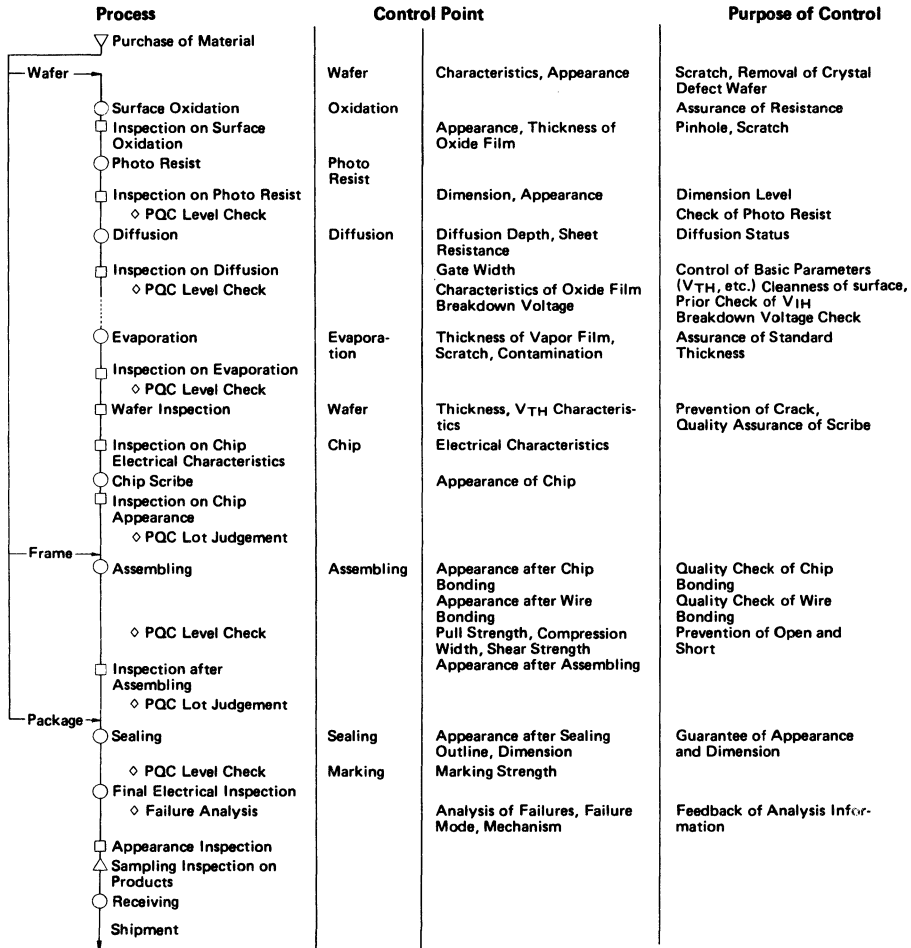 Process Control Point Purpose of Control
Purchase of Material
Wafer Wafer Characteristics, Appearance Scratch, Removal of Crystal
Defect Wafer
Surface Oxidation Oxidation Assurance of Resistance
Inspection on Surface Appearance, Thickness of Pinhole, Scratch
Oxidation Oxide Film
Photo Resist Photo
Resist
Inspection on Photo Resist Dimension, Appearance Dimension Level
◇ PQC Level Check Check of Photo Resist
Diffusion Diffusion Diffusion Depth, Sheet Diffusion Status
Resistance
Inspection on Diffusion Gate Width Control of Basic Parameters
◇ PQC Level Check Characteristics of Oxide Film (VTH, etc.) Cleanness of surface,
Breakdown Voltage Prior Check of VIH
Breakdown Voltage Check
Evaporation Evapora- Thickness of Vapor Film, Assurance of Standard
tion Scratch, Contamination Thickness
Inspection on Evaporation
◇ PQC Level Check
Wafer Inspection Wafer Thickness, VTH Characteris- Prevention of Crack,
tics Quality Assurance of Scribe
Inspection on Chip Chip Electrical Characteristics
Electrical Characteristics
Chip Scribe Appearance of Chip
Inspection on Chip
Appearance
◇ PQC Lot Judgement
Frame
Assembling Assembling Appearance after Chip Quality Check of Chip
Bonding Bonding
Appearance after Wire Quality Check of Wire
Bonding Bonding
◇ PQC Level Check Pull Strength, Compression Prevention of Open and
Width, Shear Strength Short
Inspection after Appearance after Assembling
Assembling
◇ PQC Lot Judgement
Package
Sealing Sealing Appearance after Sealing Guarantee of Appearance
Outline, Dimension and Dimension
◇ PQC Level Check Marking Marking Strength
Final Electrical Inspection
◇ Failure Analysis Analysis of Failures, Failure Feedback of Analysis Infor-
Mode, Mechanism mation
Appearance Inspection
Sampling Inspection on
Products
Receiving
Shipment